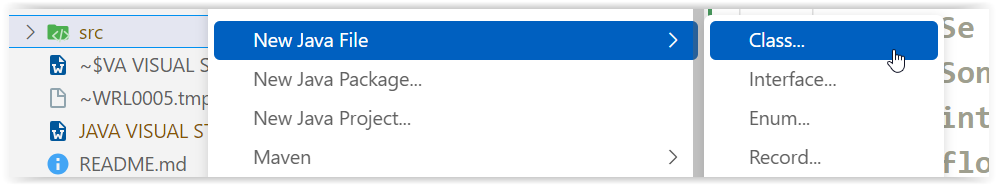 src
~$VA VISUAL S
~WRL0005.tmp
JAVA VISUAL ST
README.md
New Java File
New Java Package...
New Java Project...
Maven
Class...
Interface...
Enum...
Record...
Se
Son
int
flo